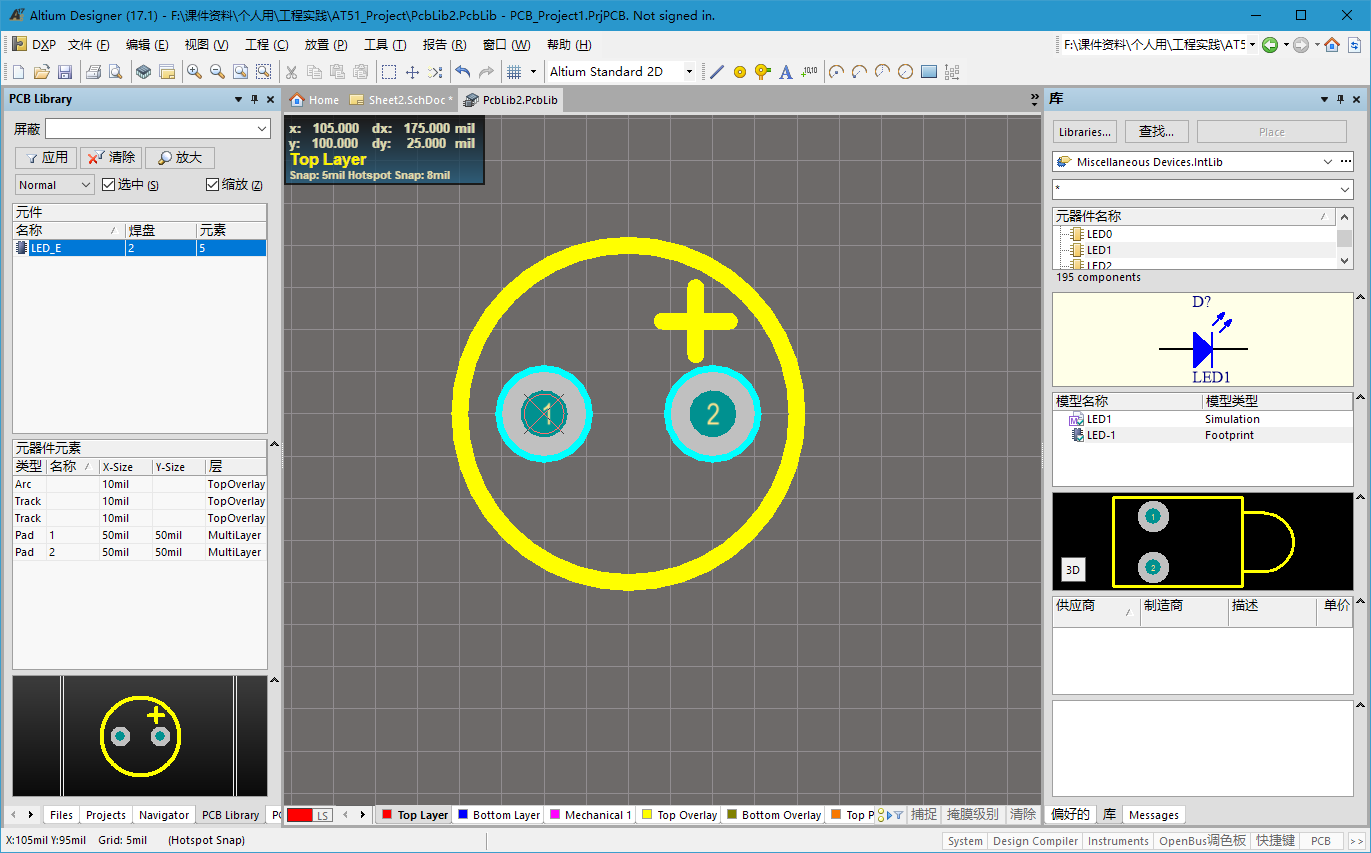 Altium Designer (17.1) - F:\课件资料\个人用\工程实践\AT51_Project\PcbLib2.PcbLib - PCB_Project1.PrjPCB. Not signed in.
DXP 文件 (F) 编辑 (E) 视图 (V) 工程 (C) 放置 (P) 工具 (T) 报告 (R) 窗口 (W) 帮助 (H) F:\课件资料\个人用\工程实践\AT5
Altium Standard 2D
PCB Library
屏蔽
应用 清除 放大
Normal 选中 (S) 缩放 (Z)
元件
名称 焊盘 元素
LED_E 2 5
元器件元素
类型 名称 X-Size Y-Size 层
Arc 10mil TopOverlay
Track 10mil TopOverlay
Track 10mil TopOverlay
Pad 1 50mil 50mil MultiLayer
Pad 2 50mil 50mil MultiLayer
Files Projects Navigator PCB Library
Home Sheet2.SchDoc * PcbLib2.PcbLib
x: 105.000 dx: 175.000 mil
y: 100.000 dy: 25.000 mil
Top Layer
Snap: 5mil Hotspot Snap: 8mil
1 2
LS Top Layer Bottom Layer Mechanical 1 Top Overlay Bottom Overlay Top P 捕捉 掩膜级别 清除
库
Libraries... 查找... Place
Miscellaneous Devices.IntLib
*
元器件名称
LED0
LED1
LED2
195 components
D?
LED1
模型名称 模型类型
LED1 Simulation
LED-1 Footprint
1
2
3D
供应商 制造商 描述 单价
偏好的 库 Messages
X:105mil Y:95mil Grid: 5mil (Hotspot Snap) System Design Compiler Instruments OpenBus调色板 快捷键 PCB >>